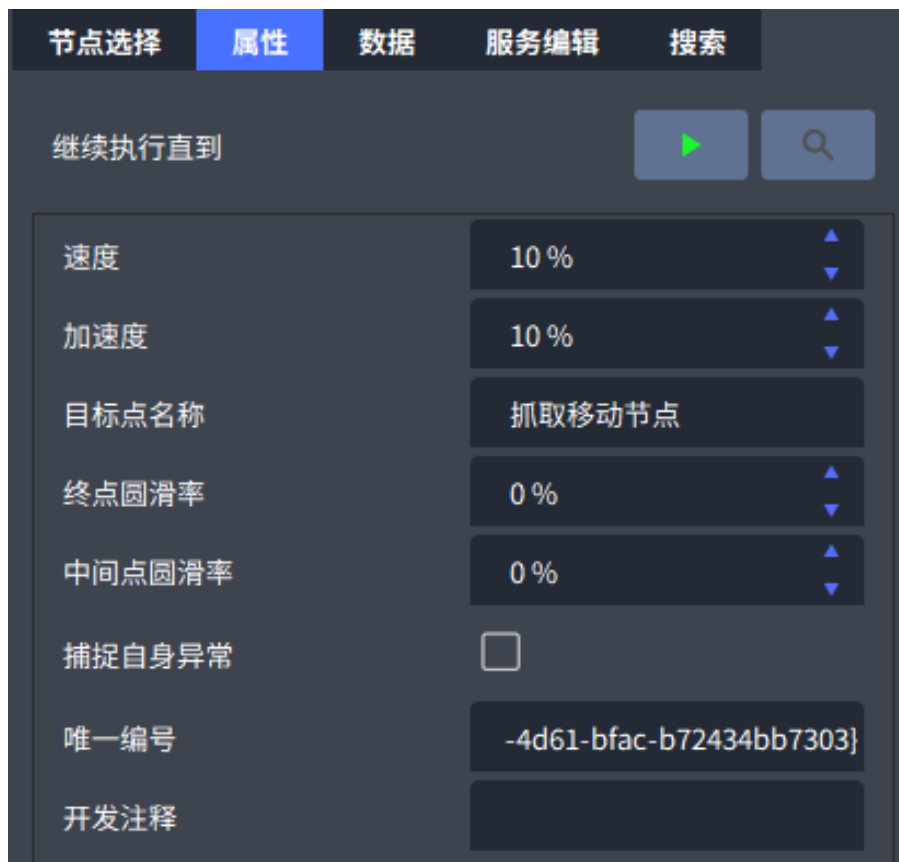 节点选择 属性 数据 服务编辑 搜索
继续执行直到
速度 10 %
加速度 10 %
目标点名称 抓取移动节点
终点圆滑率 0 %
中间点圆滑率 0 %
捕捉自身异常
唯一编号 -4d61-bfac-b72434bb7303}
开发注释